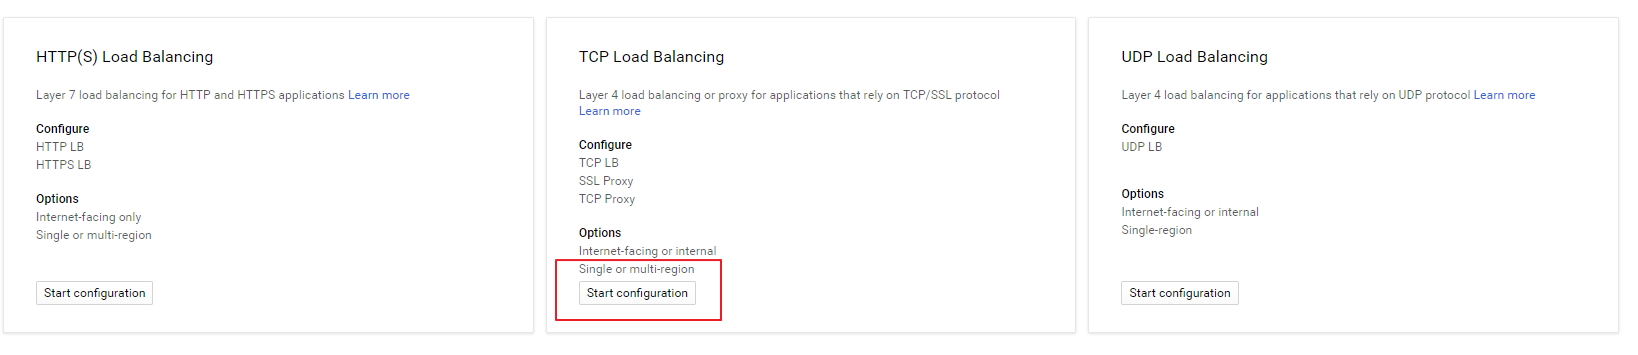 HTTP(S) Load Balancing
Layer 7 load balancing for HTTP and HTTPS applications Learn more
Configure
HTTP LB
HTTPS LB
Options
Internet-facing only
Single or multi-region
Start configuration
TCP Load Balancing
Layer 4 load balancing or proxy for applications that rely on TCP/SSL protocol
Learn more
Configure
TCP LB
SSL Proxy
TCP Proxy
Options
Internet-facing or internal
Single or multi-region
Start configuration
UDP Load Balancing
Layer 4 load balancing for applications that rely on UDP protocol Learn more
Configure
UDP LB
Options
Internet-facing or internal
Single-region
Start configuration